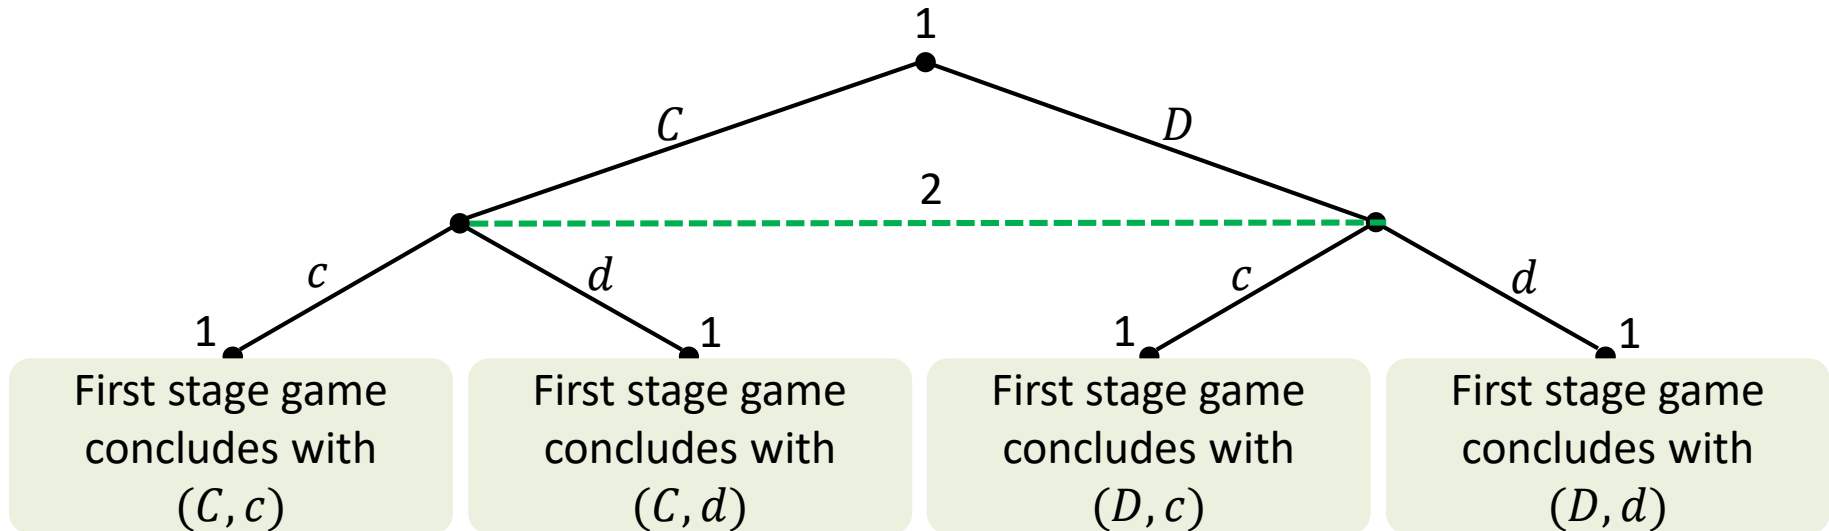 1
C
D
2
c
d
c
d
1
1
1
1
First stage game
concludes with
(C, c)
First stage game
concludes with
(C, d)
First stage game
concludes with
(D, c)
First stage game
concludes with
(D, d)